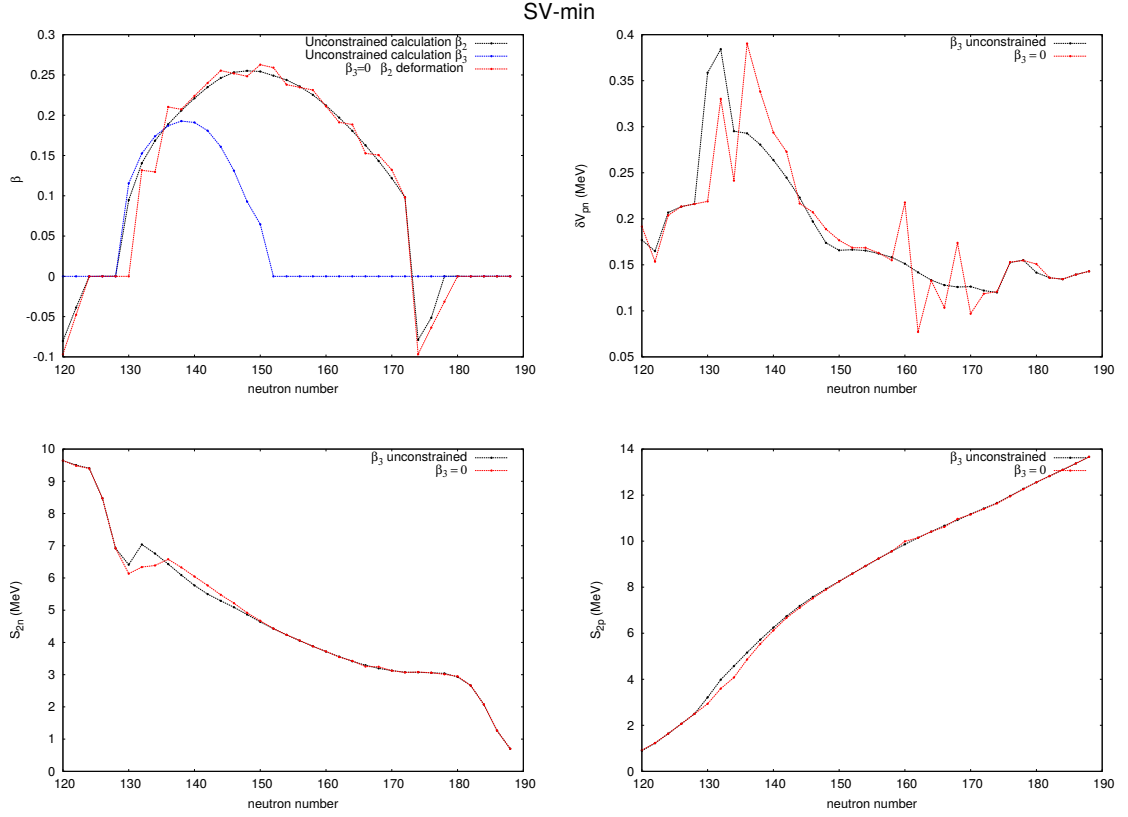 SV-min
Unconstrained calculation β₂
Unconstrained calculation β₃
β₃=0 β₂ deformation
0.3
0.25
0.2
0.15
0.1
0.05
0
-0.05
-0.1
β
120 130 140 150 160 170 180 190
neutron number
β₃ unconstrained
β₃ = 0
0.4
0.35
0.3
0.25
0.2
0.15
0.1
0.05
δVpn (MeV)
120 130 140 150 160 170 180 190
neutron number
β₃ unconstrained
β₃ = 0
10
9
8
7
6
5
4
3
2
1
0
S2n (MeV)
120 130 140 150 160 170 180 190
neutron number
β₃ unconstrained
β₃ = 0
14
12
10
8
6
4
2
0
S2p (MeV)
120 130 140 150 160 170 180 190
neutron number